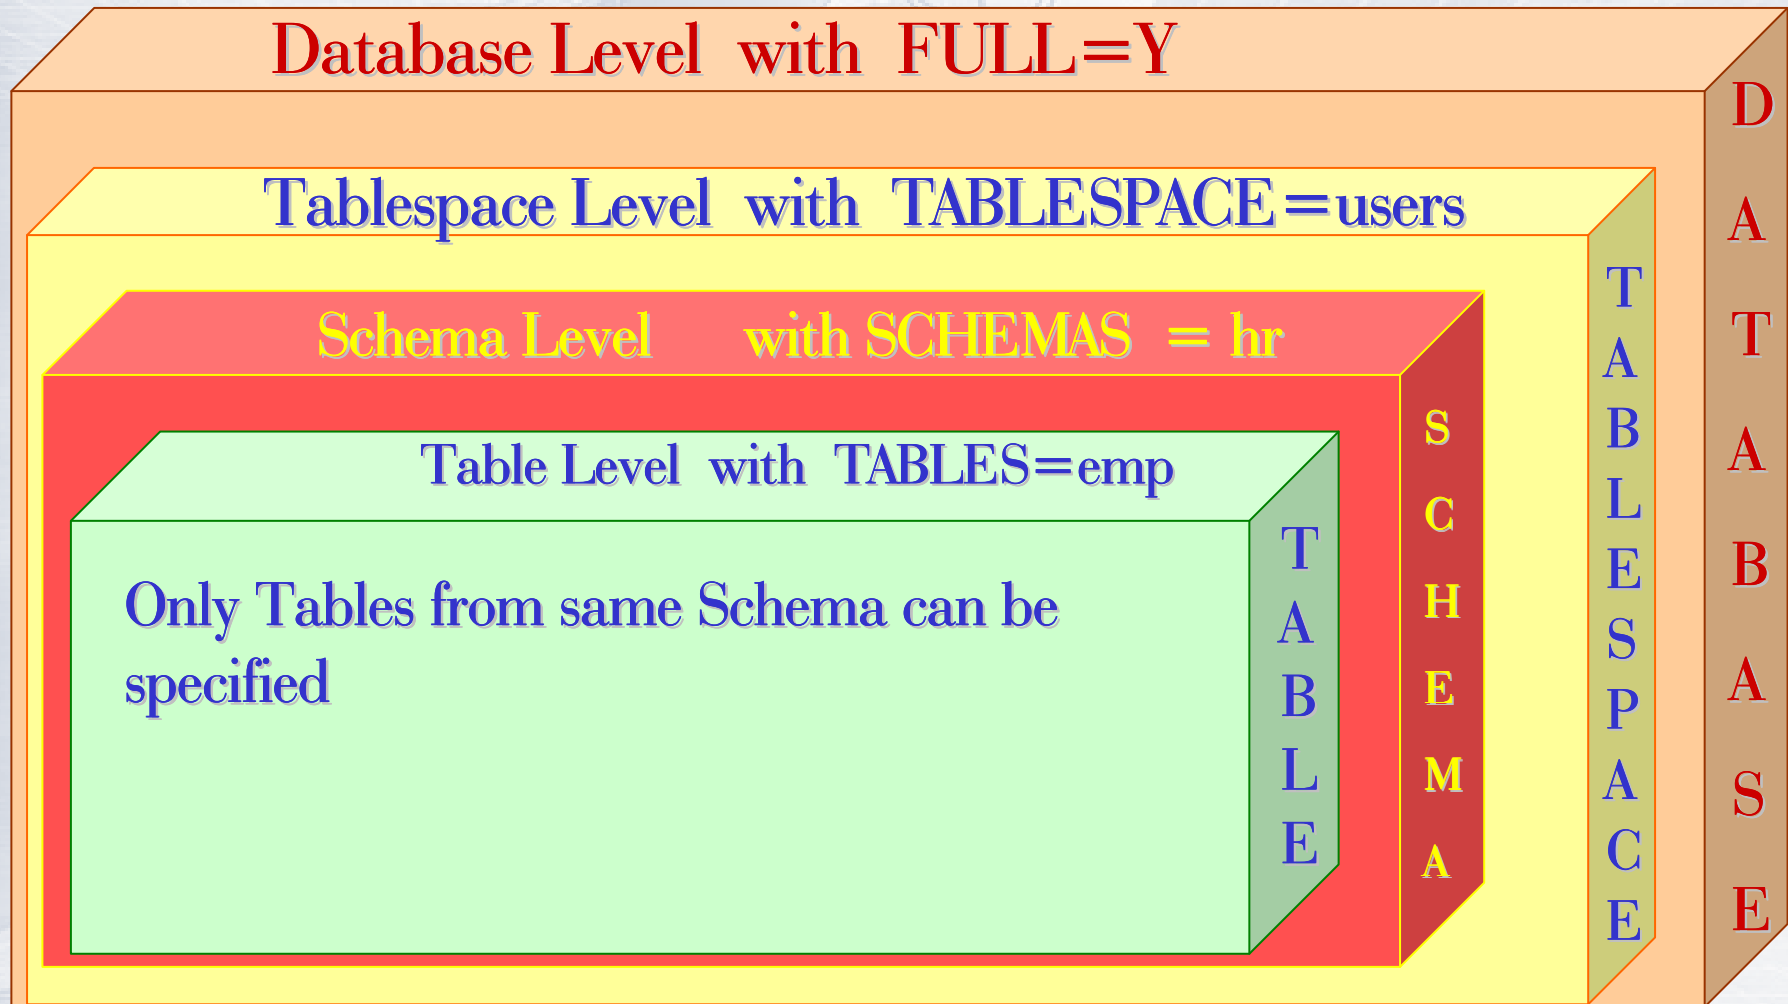 Database Level with FULL=Y
Tablespace Level with TABLESPACE=users
Schema Level with SCHEMAS = hr
Table Level with TABLES=emp
Only Tables from same Schema can be
specified
TABLE
SCHEMA
TABLESPACE
DATABASE